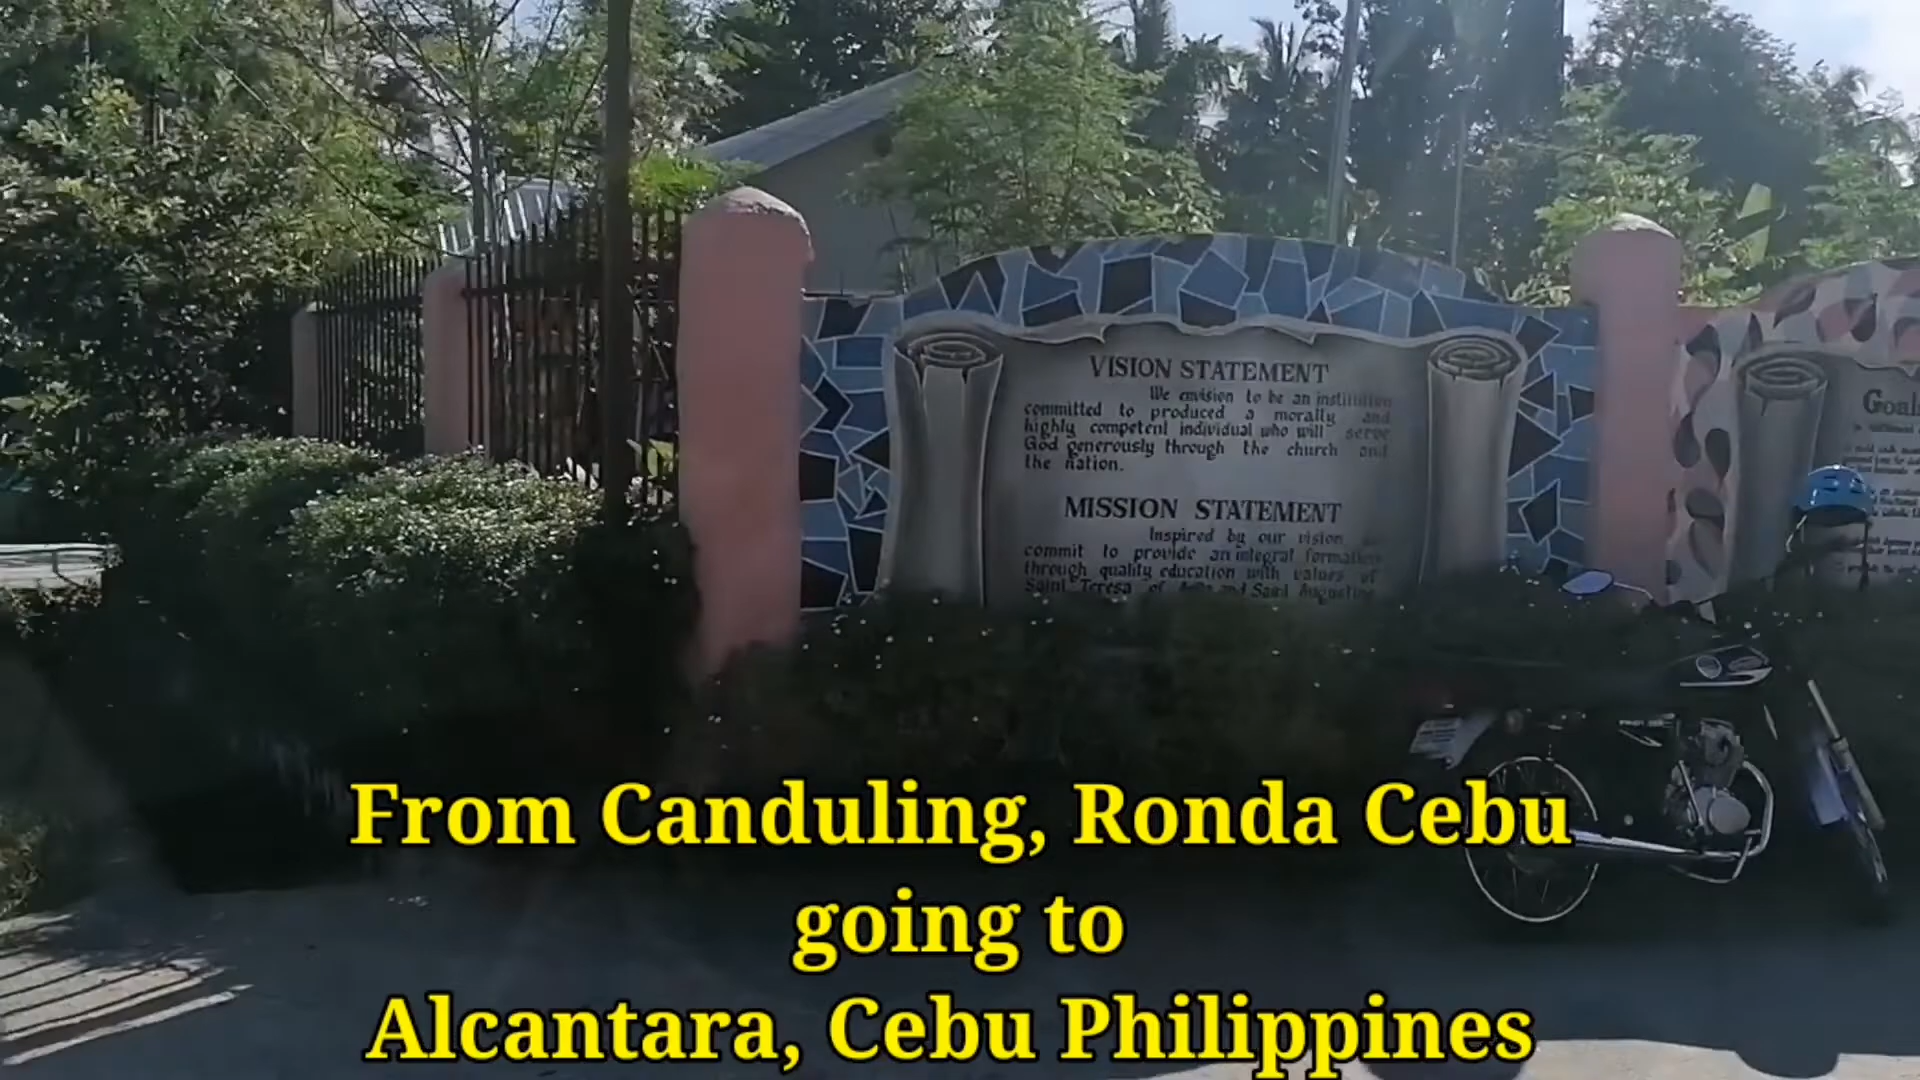 VISION STATEMENT
We envision to be an institution
committed to produced a morally and
highly competent individual who will serve
God generously through the church and
the nation.
MISSION STATEMENT
Inspired by our vision
commit to provide an integral formation
through quality education with values of
Saint Teresa of Avila and Saint Augustine
Goals
From Canduling, Ronda Cebu
going to
Alcantara, Cebu Philippines